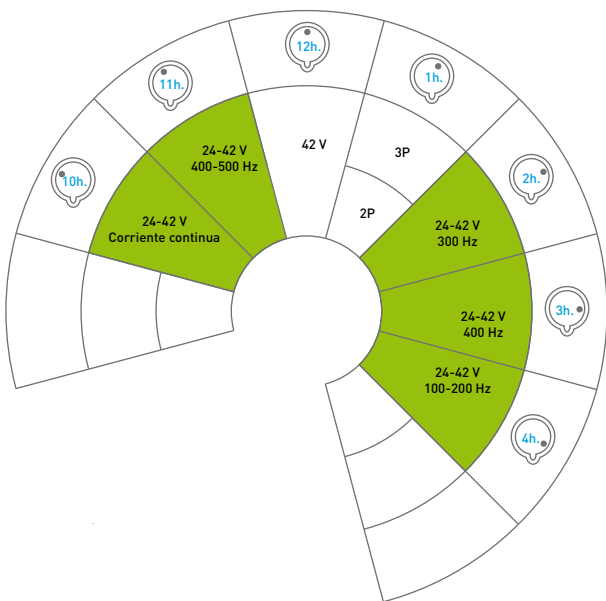 12h.
11h.
1h.
10h.
2h.
3h.
4h.
24-42 V
400-500 Hz
42 V
3P
2P
24-42 V
Corriente continua
24-42 V
300 Hz
24-42 V
400 Hz
24-42 V
100-200 Hz